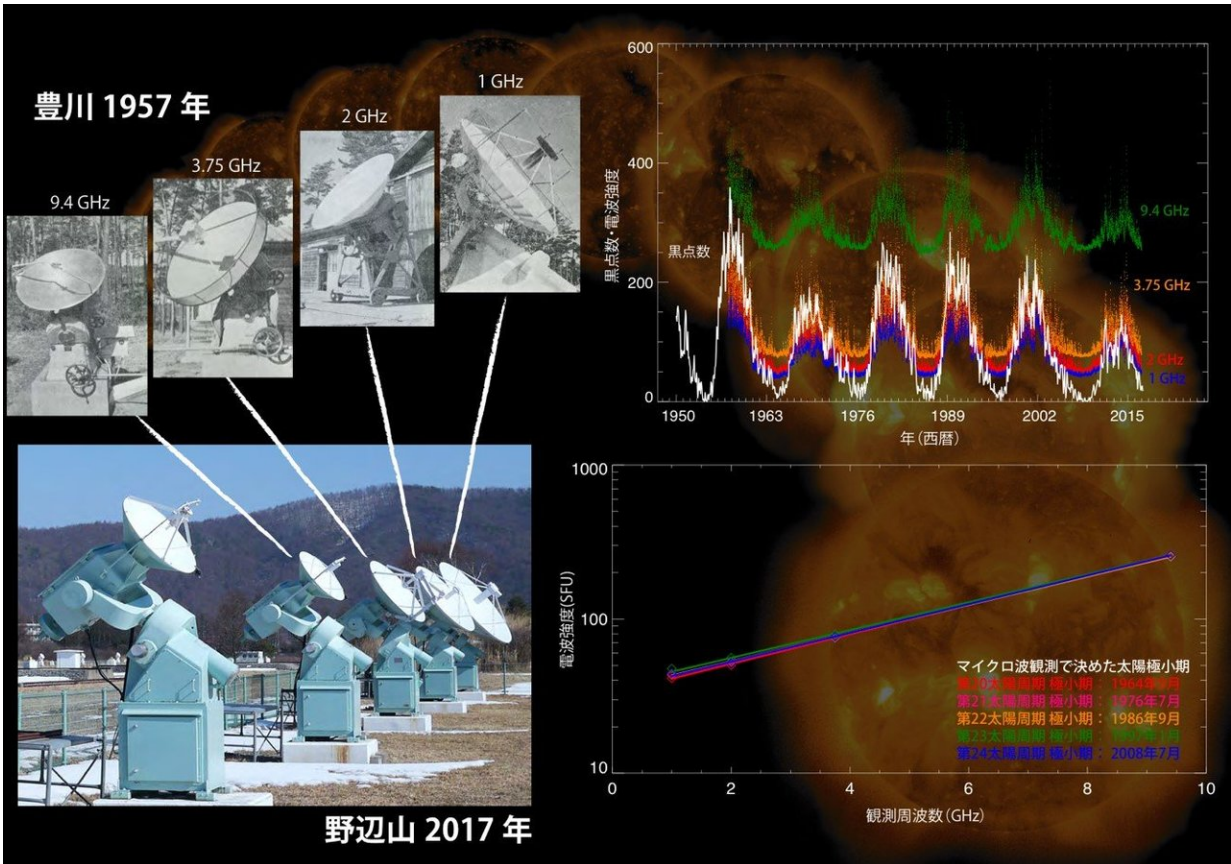 豊川 1957 年
1 GHz
2 GHz
3.75 GHz
9.4 GHz
野辺山 2017 年
600
400
200
0
黒点数・電波強度
黒点数
9.4 GHz
3.75 GHz
2 GHz
1 GHz
1950 1963 1976 1989 2002 2015
年(西暦)
1000
100
10
電波強度(SFU)
マイクロ波観測で決めた太陽極小期
第20太陽周期 極小期: 1964年
第21太陽周期 極小期: 1976年7月
第22太陽周期 極小期: 1986年9月
第23太陽周期 極小期:
第24太陽周期 極小期: 2008年7月
0 2 4 6 8 10
観測周波数(GHz)